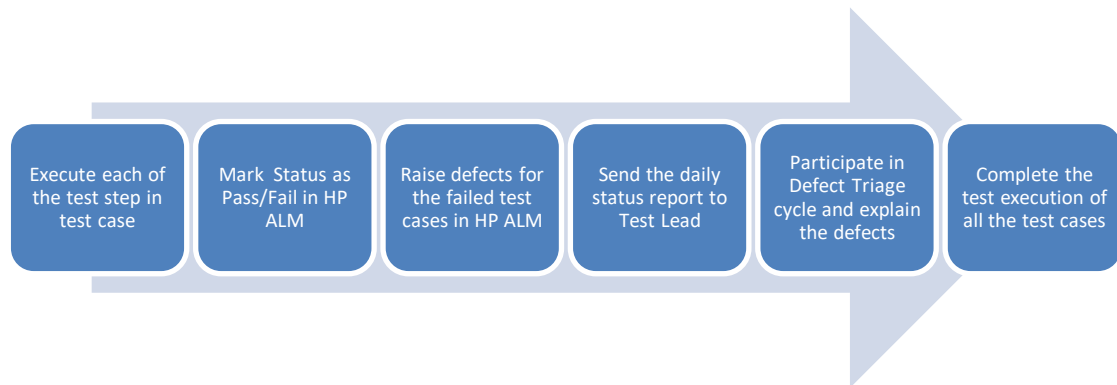 Execute each of
the test step in
test case
Mark Status as
Pass/Fail in HP
ALM
Raise defects for
the failed test
cases in HP ALM
Send the daily
status report to
Test Lead
Participate in
Defect Triage
cycle and explain
the defects
Complete the
test execution of
all the test cases